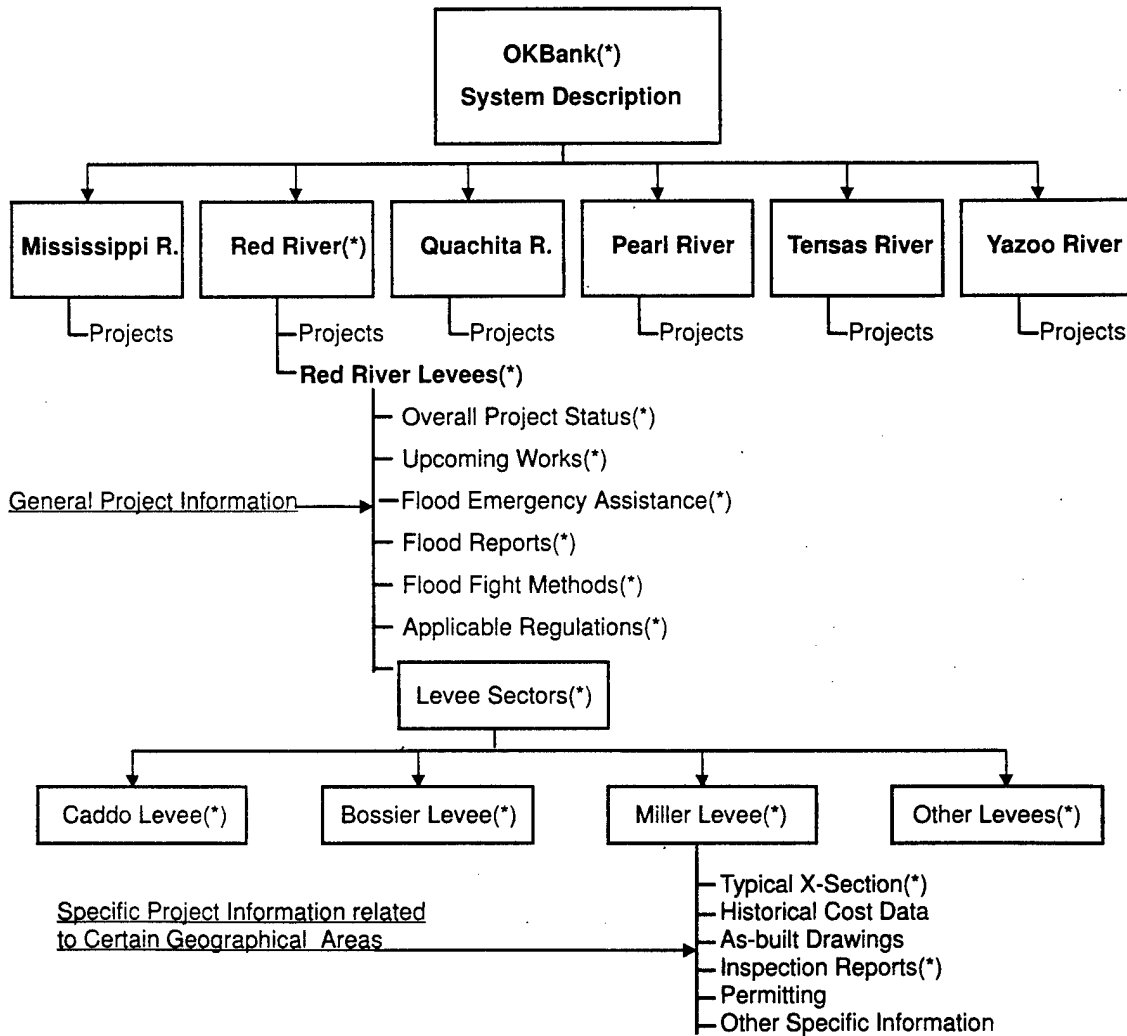 OKBank(*)
System Description
Mississippi R.
Red River(*)
Quachita R.
Pearl River
Tensas River
Yazoo River
Projects
Projects
Projects
Projects
Projects
Projects
Red River Levees(*)
Overall Project Status(*)
Upcoming Works(*)
General Project Information
Flood Emergency Assistance(*)
Flood Reports(*)
Flood Fight Methods(*)
Applicable Regulations(*)
Levee Sectors(*)
Caddo Levee(*)
Bossier Levee(*)
Miller Levee(*)
Other Levees(*)
Specific Project Information related
to Certain Geographical Areas
Typical X-Section(*)
Historical Cost Data
As-built Drawings
Inspection Reports(*)
Permitting
Other Specific Information